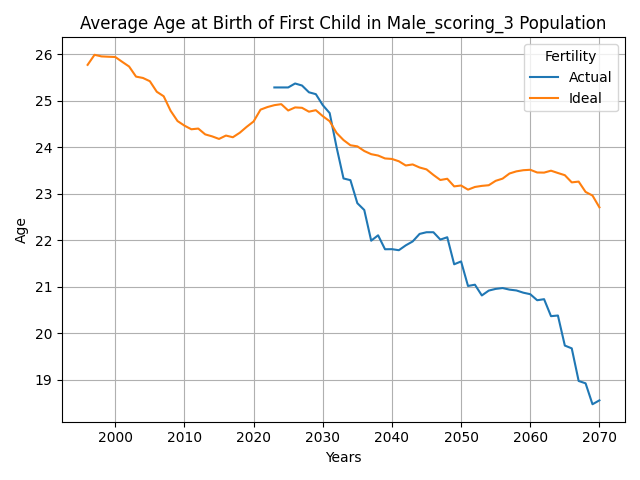 Average Age at Birth of First Child in Male_scoring_3 Population
Fertility
Actual
Ideal
Age
26
25
24
23
22
21
20
19
2000 2010 2020 2030 2040 2050 2060 2070
Years